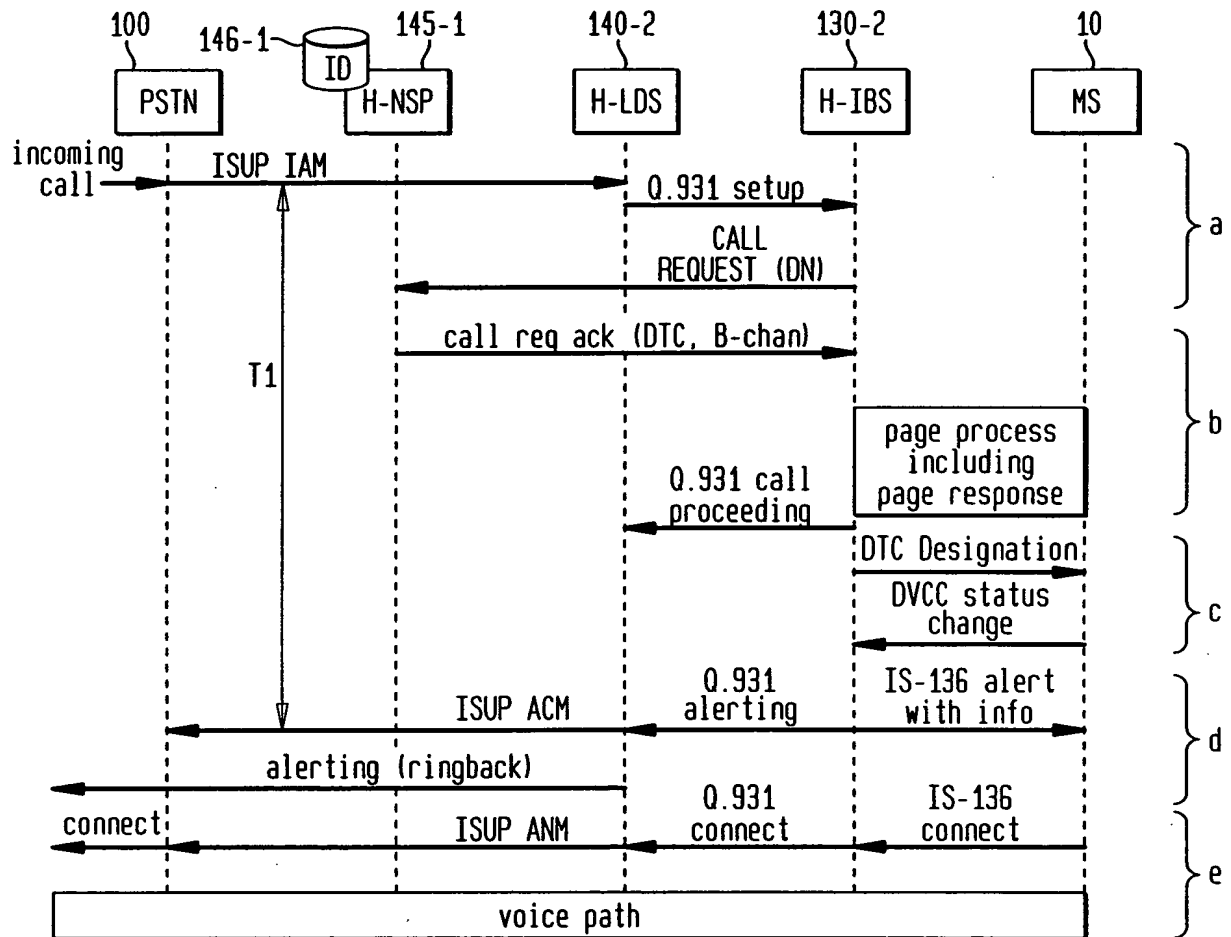 100
146-1
145-1
140-2
130-2
10
PSTN
ID
H-NSP
H-LDS
H-IBS
MS
incoming
call
ISUP IAM
Q.931 setup
CALL
REQUEST (DN)
a
call req ack (DTC, B-chan)
T1
b
page process
including
page response
Q.931 call
proceeding
DTC Designation
DVCC status
change
c
Q.931
alerting
IS-136 alert
with info
ISUP ACM
d
alerting (ringback)
connect
ISUP ANM
Q.931
connect
IS-136
connect
e
voice path